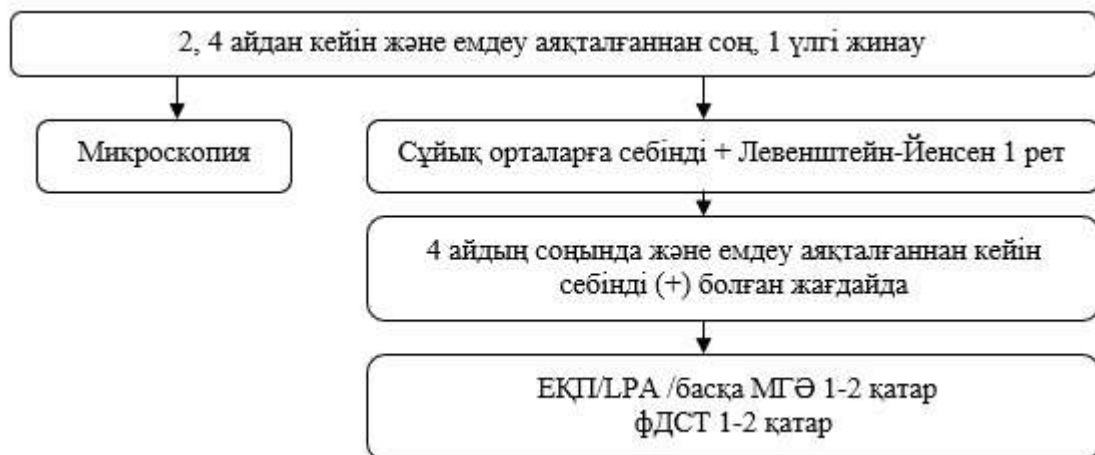 2, 4 айдан кейін және емдеу аяқталғаннан соң, 1 үлгі жинау
Микроскопия
Сұйық орталарға себінді + Левенштейн-Йенсен 1 рет
4 айдың соңында және емдеу аяқталғаннан кейін
себінді (+) болған жағдайда
ЕҚП/LPA /басқа МГӘ 1-2 қатар
фДСТ 1-2 қатар